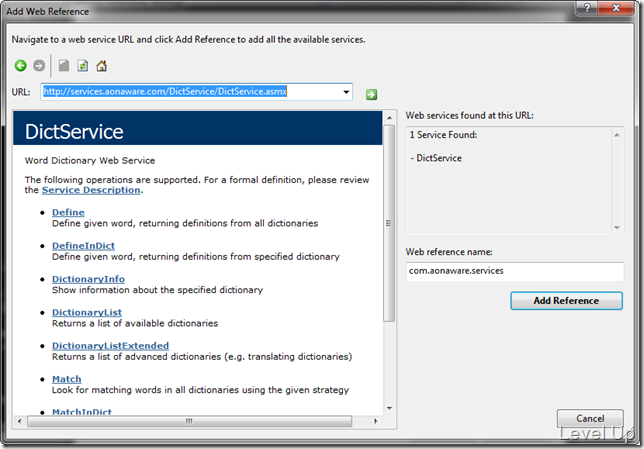 Add Web Reference
Navigate to a web service URL and click Add Reference to add all the available services.
URL:
http://services.aonaware.com/DictService/DictService.asmx
DictService
Word Dictionary Web Service
The following operations are supported. For a formal definition, please review
the Service Description.
• Define
Define given word, returning definitions from all dictionaries
• DefineInDict
Define given word, returning definitions from specified dictionary
• DictionaryInfo
Show information about the specified dictionary
• DictionaryList
Returns a list of available dictionaries
• DictionaryListExtended
Returns a list of advanced dictionaries (e.g. translating dictionaries)
• Match
Look for matching words in all dictionaries using the given strategy
• MatchInDict
Web services found at this URL:
1 Service Found:
- DictService
Web reference name:
com.aonaware.services
Add Reference
Cancel
Level Up